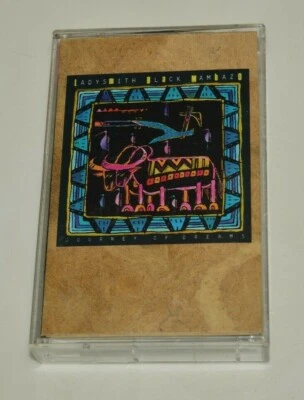 LADYSMITH BLACK MAMBAZO
JOURNEY OF DREAMS